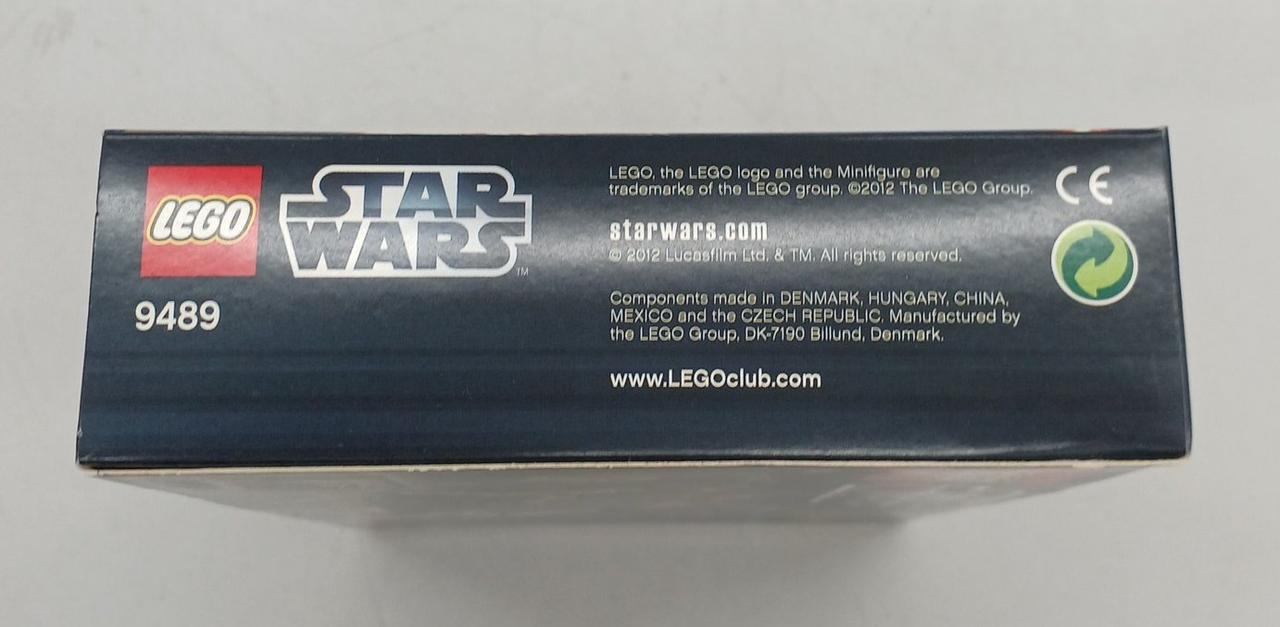 LEGO
STAR
WARS
™
9489
LEGO, the LEGO logo and the Minifigure are
trademarks of the LEGO group. ©2012 The LEGO Group.
starwars.com
© 2012 Lucasfilm Ltd. & TM. All rights reserved.
Components made in DENMARK, HUNGARY, CHINA,
MEXICO and the CZECH REPUBLIC. Manufactured by
the LEGO Group, DK-7190 Billund, Denmark.
www.LEGOclub.com
CE